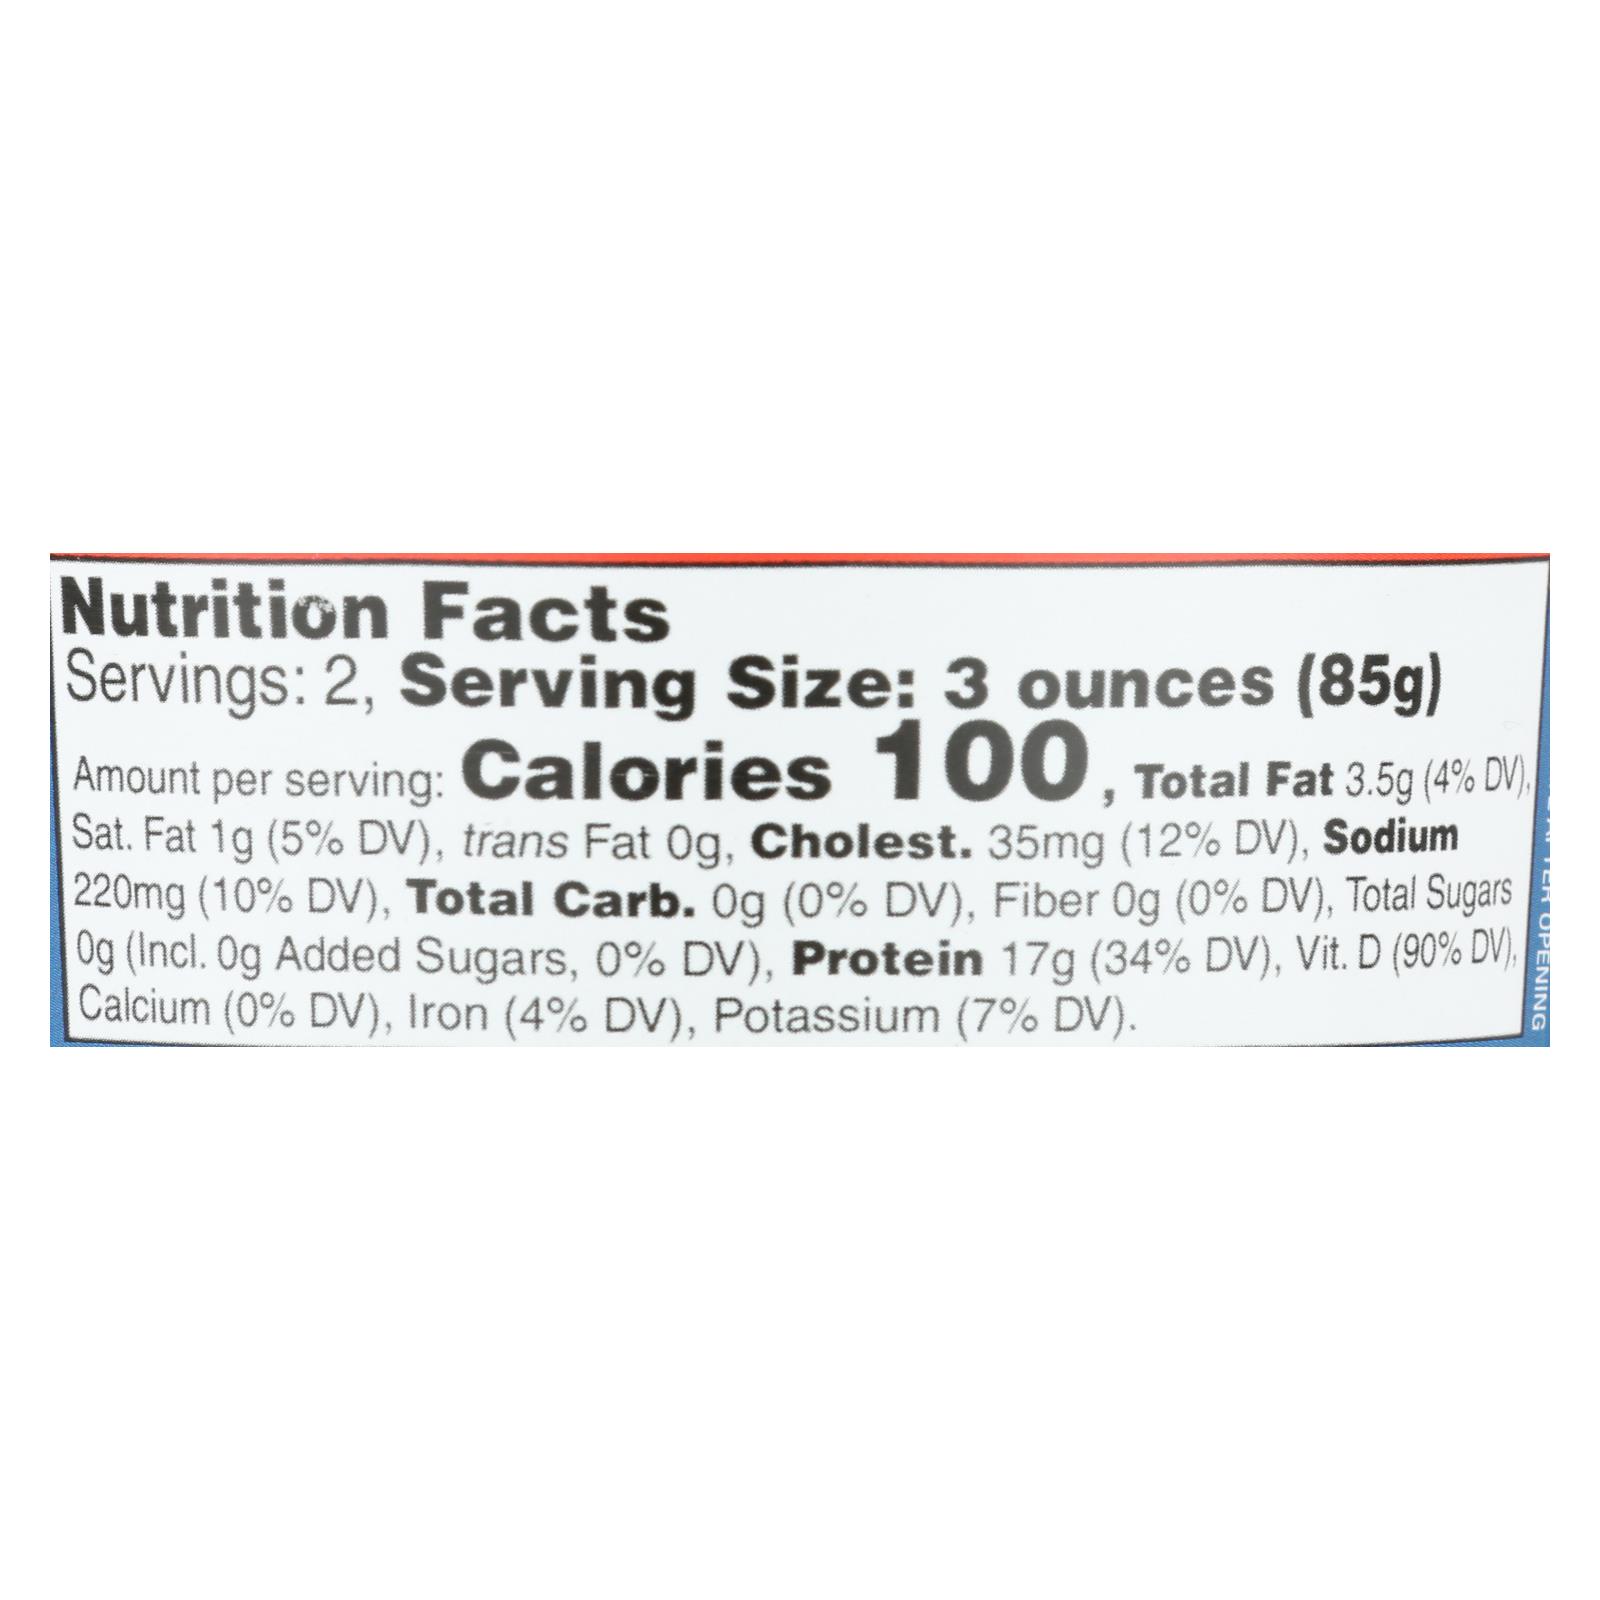 Nutrition Facts
Servings: 2, Serving Size: 3 ounces (85g)
Amount per serving: Calories 100, Total Fat 3.5g (4% DV),
Sat. Fat 1g (5% DV), trans Fat 0g, Cholest. 35mg (12% DV), Sodium
220mg (10% DV), Total Carb. 0g (0% DV), Fiber 0g (0% DV), Total Sugars
0g (Incl. 0g Added Sugars, 0% DV), Protein 17g (34% DV), Vit. D (90% DV),
Calcium (0% DV), Iron (4% DV), Potassium (7% DV).
OPENING